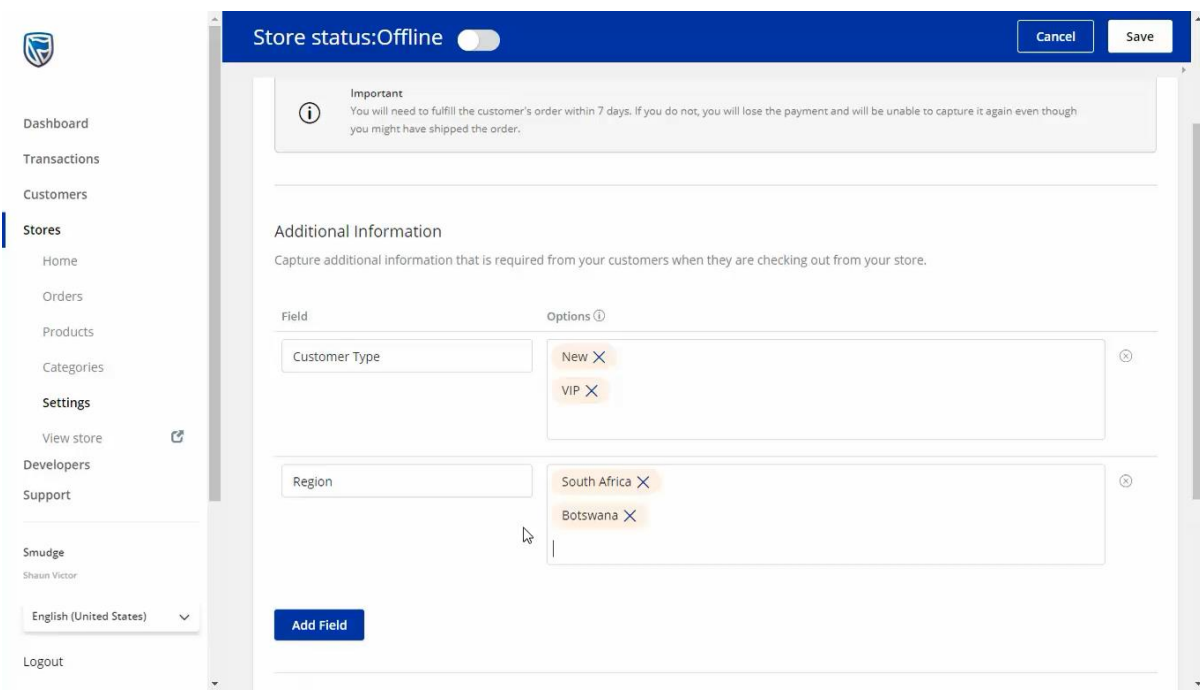 Store status:Offline
Cancel
Save
Dashboard
Transactions
Customers
Stores
Home
Orders
Products
Categories
Settings
View store
Developers
Support
Smudge
Shaun Victor
English (United States)
Logout
Important
You will need to fulfill the customer's order within 7 days. If you do not, you will lose the payment and will be unable to capture it again even though
you might have shipped the order.
Additional Information
Capture additional information that is required from your customers when they are checking out from your store.
Field
Options
Customer Type
New
VIP
Region
South Africa
Botswana
Add Field